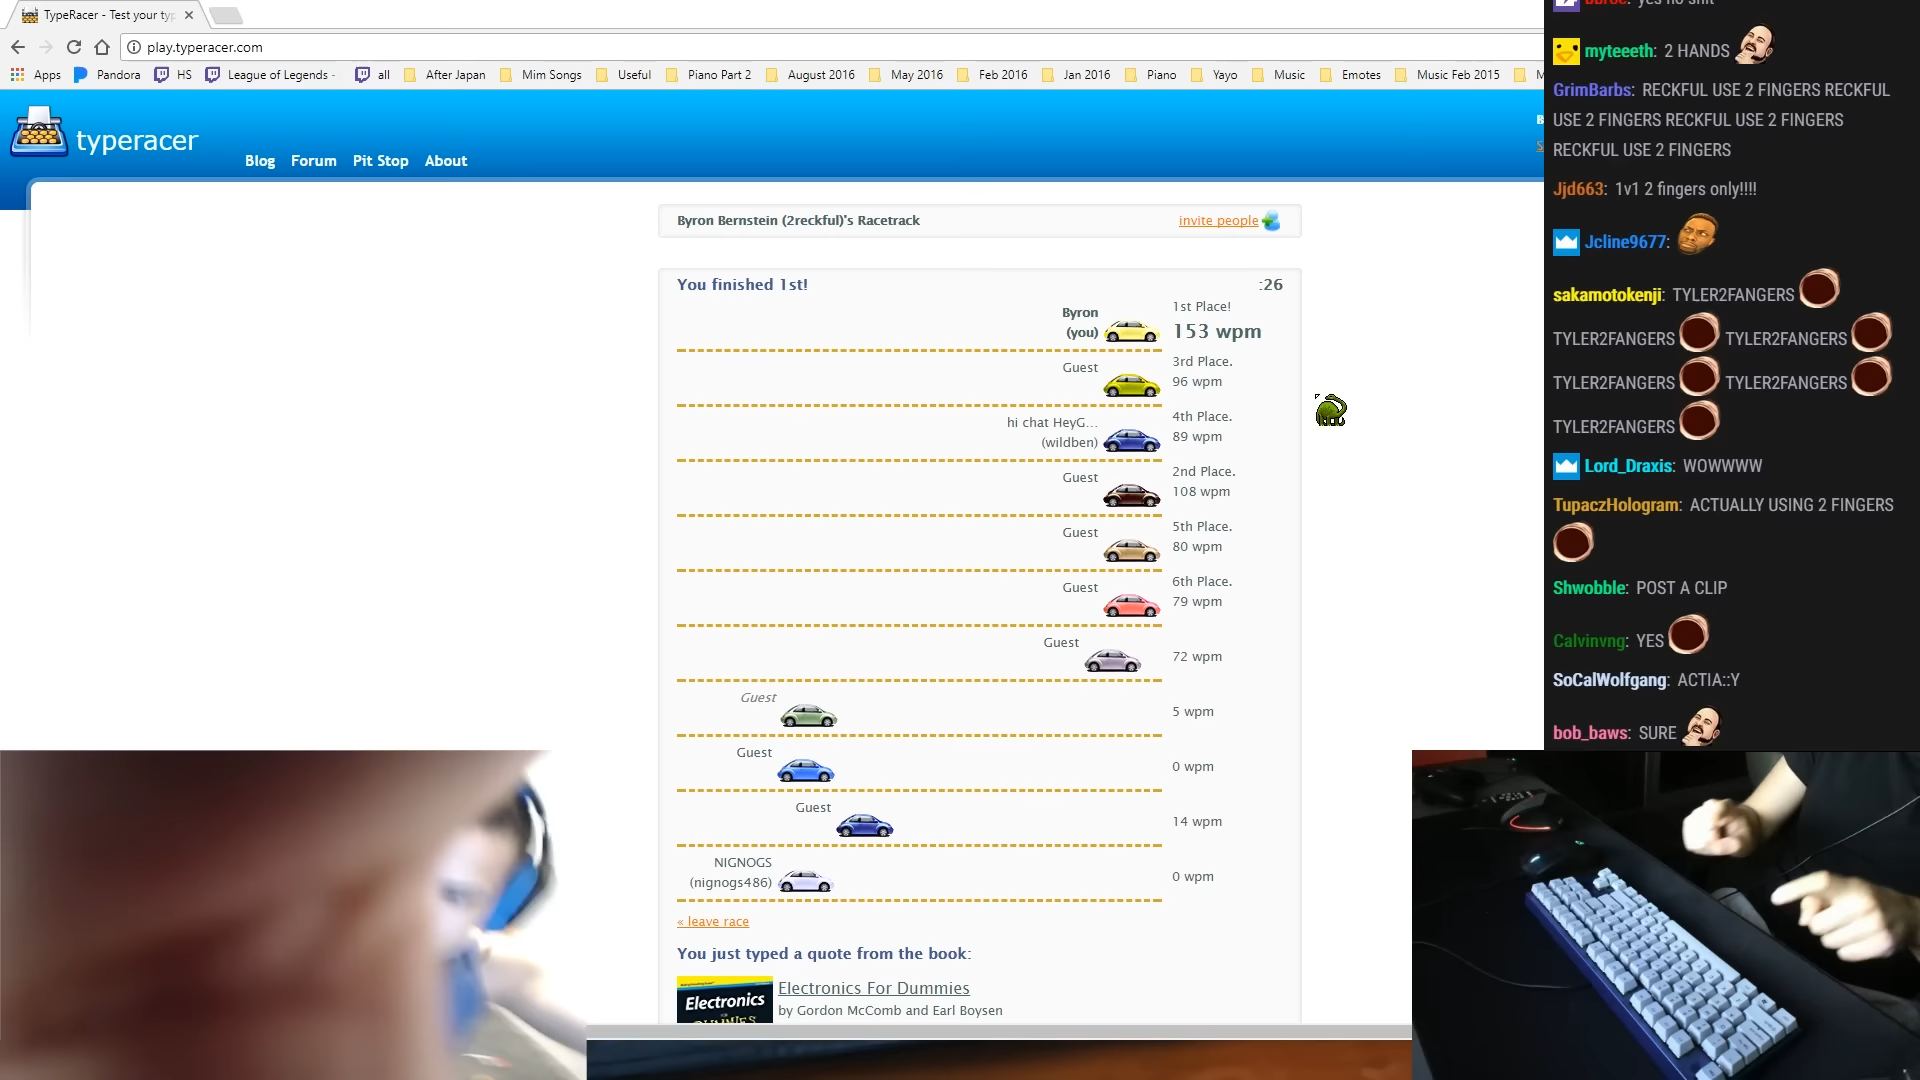 TypeRacer - Test your typ
play.typeracer.com
Apps
Pandora
HS
League of Legends -
all
After Japan
Mim Songs
Useful
Piano Part 2
August 2016
May 2016
Feb 2016
Jan 2016
Piano
Yayo
Music
Emotes
Music Feb 2015
M
typeracer
Blog
Forum
Pit Stop
About
Byron Bernstein (2reckful)'s Racetrack
invite people
You finished 1st!
:26
Byron
(you)
1st Place!
153 wpm
Guest
3rd Place.
96 wpm
hi chat HeyG...
(wildben)
4th Place.
89 wpm
Guest
2nd Place.
108 wpm
Guest
5th Place.
80 wpm
Guest
6th Place.
79 wpm
Guest
72 wpm
Guest
5 wpm
Guest
0 wpm
Guest
14 wpm
NIGNOGS
(nignogs486)
0 wpm
« leave race
You just typed a quote from the book:
Electronics
Electronics For Dummies
by Gordon McComb and Earl Boysen
myteeeth: 2 HANDS
GrimBarbs: RECKFUL USE 2 FINGERS RECKFUL
USE 2 FINGERS RECKFUL USE 2 FINGERS
RECKFUL USE 2 FINGERS
Jjd663: 1v1 2 fingers only!!!!
Jcline9677:
sakamotokenji: TYLER2FANGERS
TYLER2FANGERS TYLER2FANGERS
TYLER2FANGERS TYLER2FANGERS
TYLER2FANGERS
Lord_Draxis: WOWWWW
TupaczHologram: ACTUALLY USING 2 FINGERS
Shwobble: POST A CLIP
Calvinvng: YES
SoCalWolfgang: ACTIA::Y
bob_baws: SURE